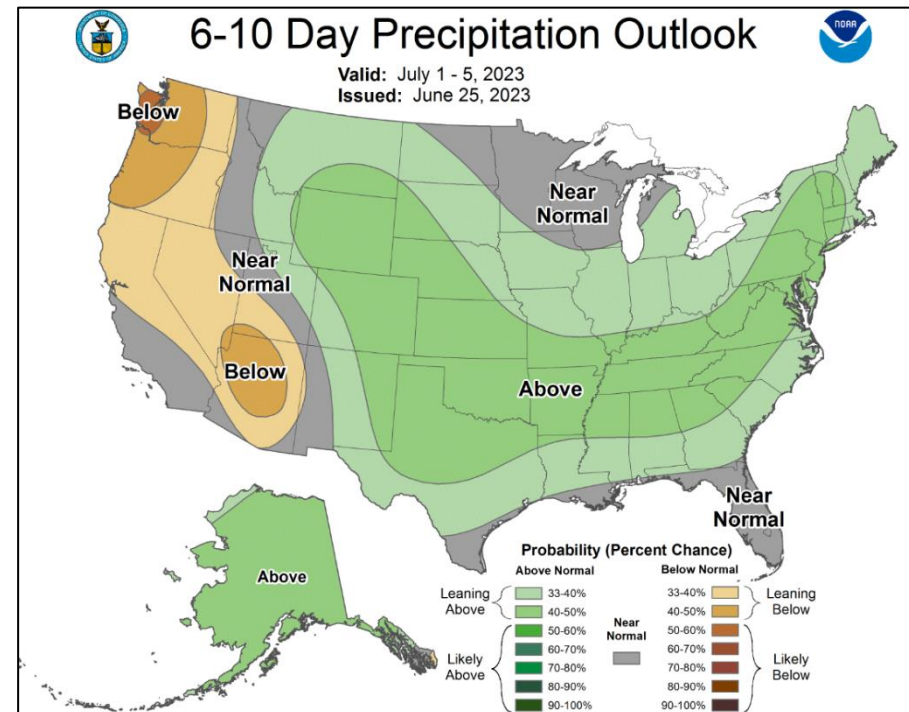 6-10 Day Precipitation Outlook
NOAA
Valid: July 1 - 5, 2023
Issued: June 25, 2023
Below
Near
Normal
Near
Normal
Below
Above
Near
Normal
Above
Probability (Percent Chance)
Above Normal
Below Normal
Leaning
Above
33-40%
40-50%
Likely
Above
50-60%
60-70%
70-80%
80-90%
90-100%
Near
Normal
33-40%
40-50%
Leaning
Below
50-60%
60-70%
70-80%
80-90%
90-100%
Likely
Below